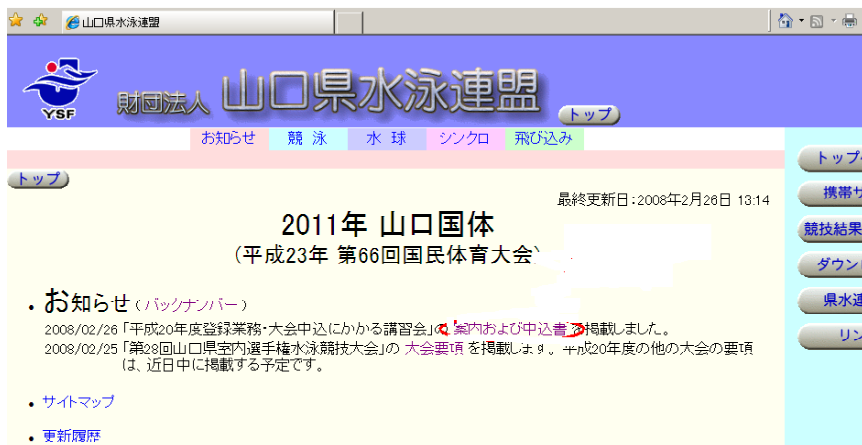 山口県水泳連盟
YSF
財団法人 山口県水泳連盟
トップ
お知らせ 競泳 水球 シンクロ 飛び込み
トップ
最終更新日:2008年2月26日 13:14
2011年 山口国体
(平成23年 第66回国民体育大会)
・お知らせ(バックナンバー)
2008/02/26「平成20年度登録業務・大会申込にかかる講習会」の 案内および申込書 を掲載しました。
2008/02/25「第28回山口県室内選手権水泳競技大会」の 大会要項 を掲載します。平成20年度の他の大会の要項
は、近日中に掲載する予定です。
・サイトマップ
・更新履歴
トップ
携帯サ
競技結果
ダウン
県水連
リン